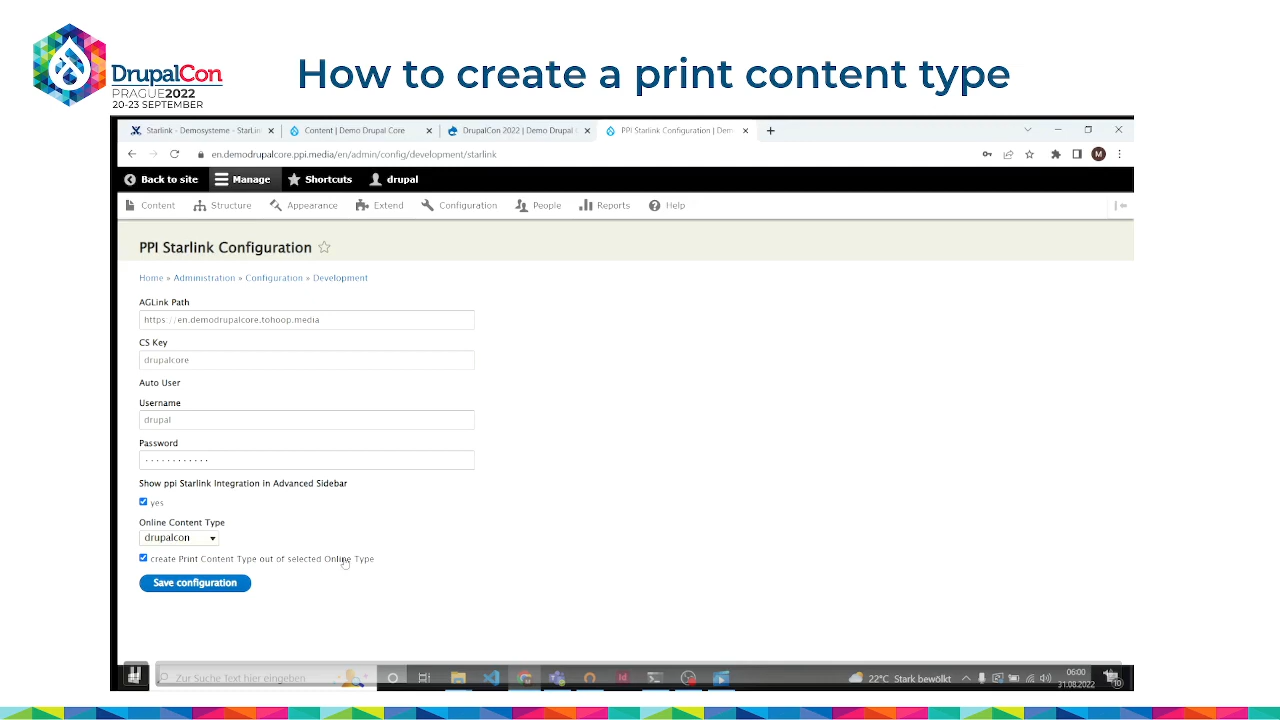 DrupalCon
PRAGUE2022
20-23 SEPTEMBER
How to create a print content type
Starlink - Demosysteme - StarLin
Content | Demo Drupal Core
DrupalCon 2022 | Demo Drupal C
PPI Starlink Configuration | Dem
en.demodrupalcore.ppi.media/en/admin/config/development/starlink
M
Back to site
Manage
Shortcuts
drupal
Content
Structure
Appearance
Extend
Configuration
People
Reports
Help
PPI Starlink Configuration
Home » Administration » Configuration » Development
AGLink Path
https://en.demodrupalcore.tohoop.media
CS Key
drupalcore
Auto User
Username
drupal
Password
············
Show ppi Starlink Integration in Advanced Sidebar
yes
Online Content Type
drupalcon
create Print Content Type out of selected Online Type
Save configuration
Zur Suche Text hier eingeben
22°C Stark bewölkt
06:00
31.08.2022
10